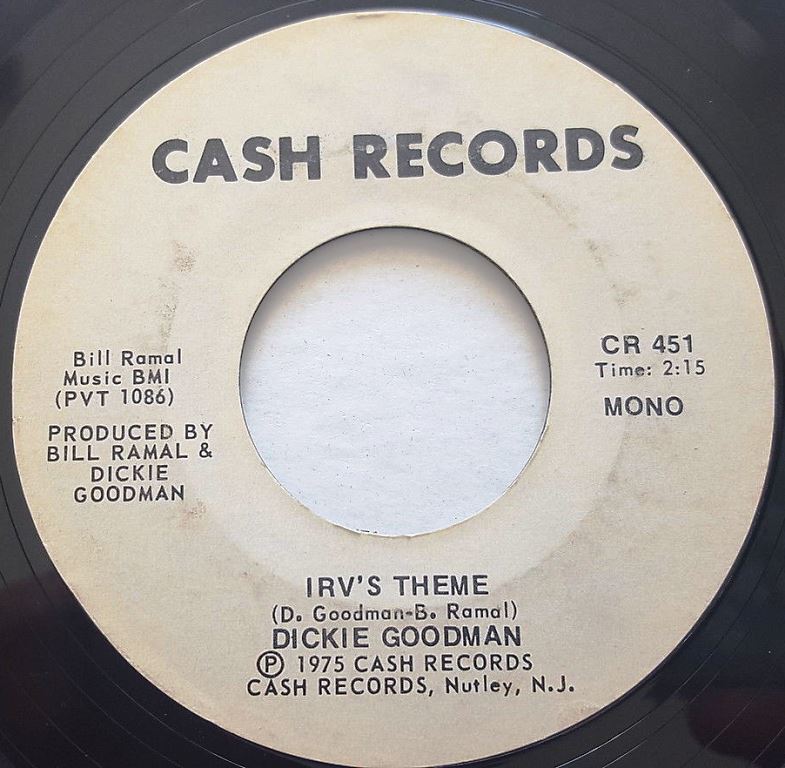 CASH RECORDS
Bill Ramal
Music BMI
(PVT 1086)
PRODUCED BY
BILL RAMAL &
DICKIE
GOODMAN
CR 451
Time: 2:15
MONO
IRV'S THEME
(D. Goodman-B. Ramal)
DICKIE GOODMAN
Ⓟ 1975 CASH RECORDS
CASH RECORDS, Nutley, N.J.